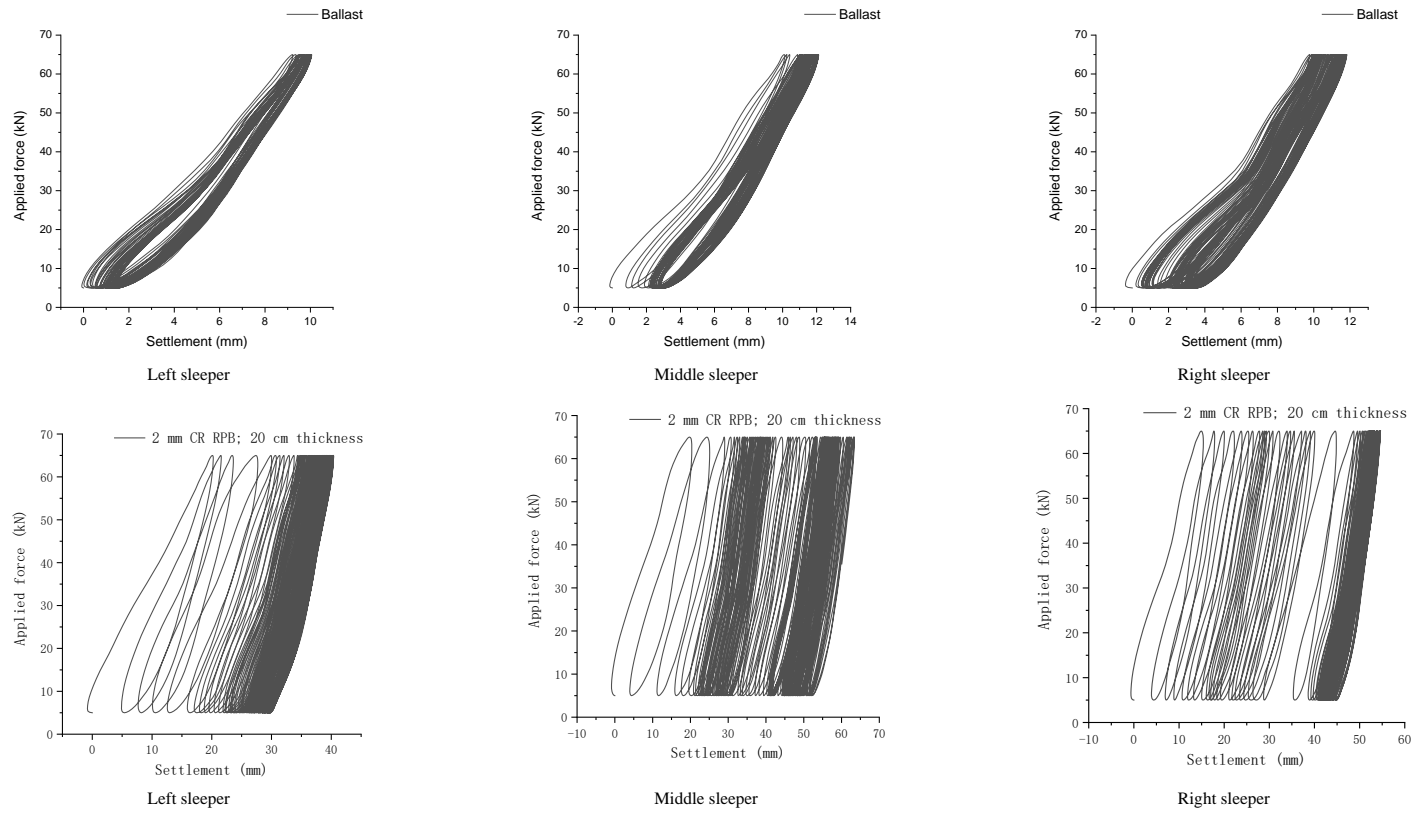 Ballast
70
60
50
40
30
20
10
0
Applied force (kN)
0 2 4 6 8 10
Settlement (mm)
Left sleeper
Ballast
70
60
50
40
30
20
10
0
Applied force (kN)
-2 0 2 4 6 8 10 12 14
Settlement (mm)
Middle sleeper
Ballast
70
60
50
40
30
20
10
0
Applied force (kN)
-2 0 2 4 6 8 10 12
Settlement (mm)
Right sleeper
2 mm CR RPB; 20 cm thickness
70
60
50
40
30
20
10
0
Applied force (kN)
0 10 20 30 40
Settlement (mm)
Left sleeper
2 mm CR RPB; 20 cm thickness
70
60
50
40
30
20
10
0
Applied force (kN)
-10 0 10 20 30 40 50 60 70
Settlement (mm)
Middle sleeper
2 mm CR RPB; 20 cm thickness
70
60
50
40
30
20
10
0
Applied force (kN)
-10 0 10 20 30 40 50 60
Settlement (mm)
Right sleeper